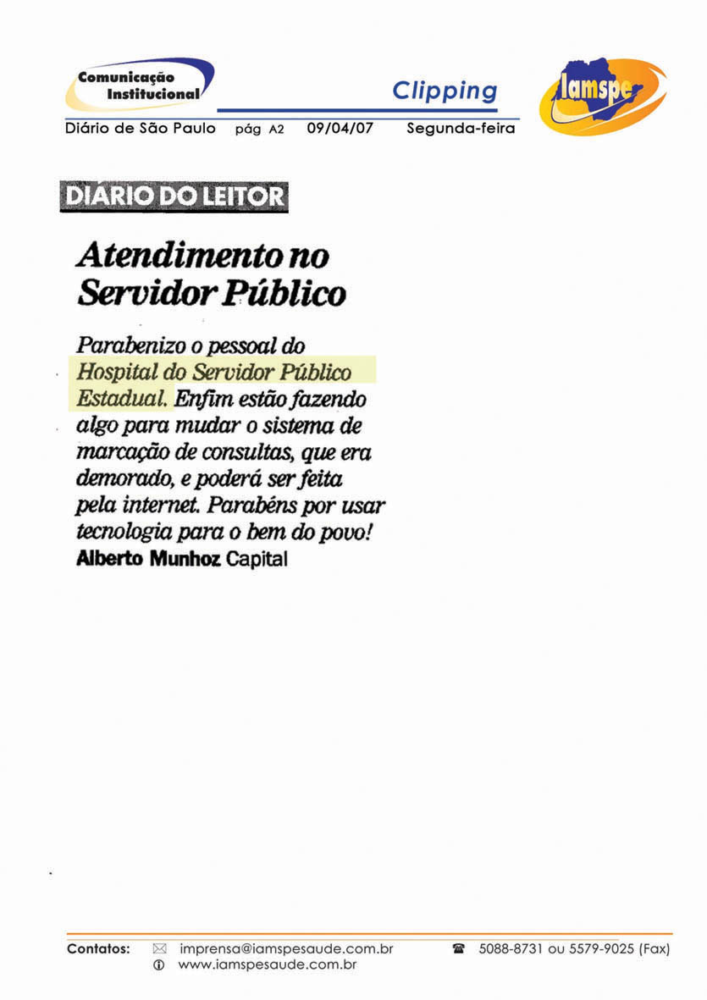 Comunicação
Institucional
Clipping
Iamspe
Diário de São Paulo pág A2 09/04/07 Segunda-feira
DIÁRIO DO LEITOR
Atendimento no
Servidor Público
Parabenizo o pessoal do
Hospital do Servidor Público
Estadual. Enfim estão fazendo
algo para mudar o sistema de
marcação de consultas, que era
demorado, e poderá ser feita
pela internet. Parabéns por usar
tecnologia para o bem do povo!
Alberto Munhoz Capital
Contatos: imprensa@iamspesaude.com.br 5088-8731 ou 5579-9025 (Fax)
www.iamspesaude.com.br